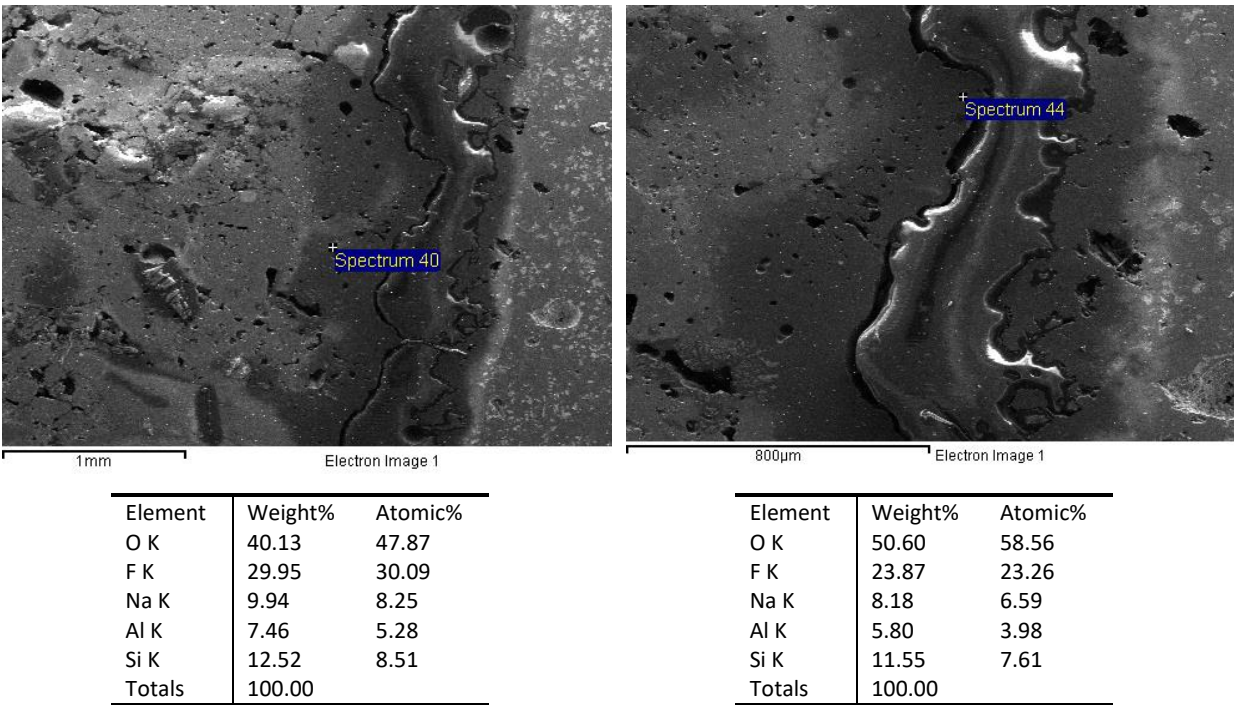 Spectrum 40
1mm
Electron Image 1
Element Weight% Atomic%
O K 40.13 47.87
F K 29.95 30.09
Na K 9.94 8.25
Al K 7.46 5.28
Si K 12.52 8.51
Totals 100.00
Spectrum 44
800µm
Electron Image 1
Element Weight% Atomic%
O K 50.60 58.56
F K 23.87 23.26
Na K 8.18 6.59
Al K 5.80 3.98
Si K 11.55 7.61
Totals 100.00